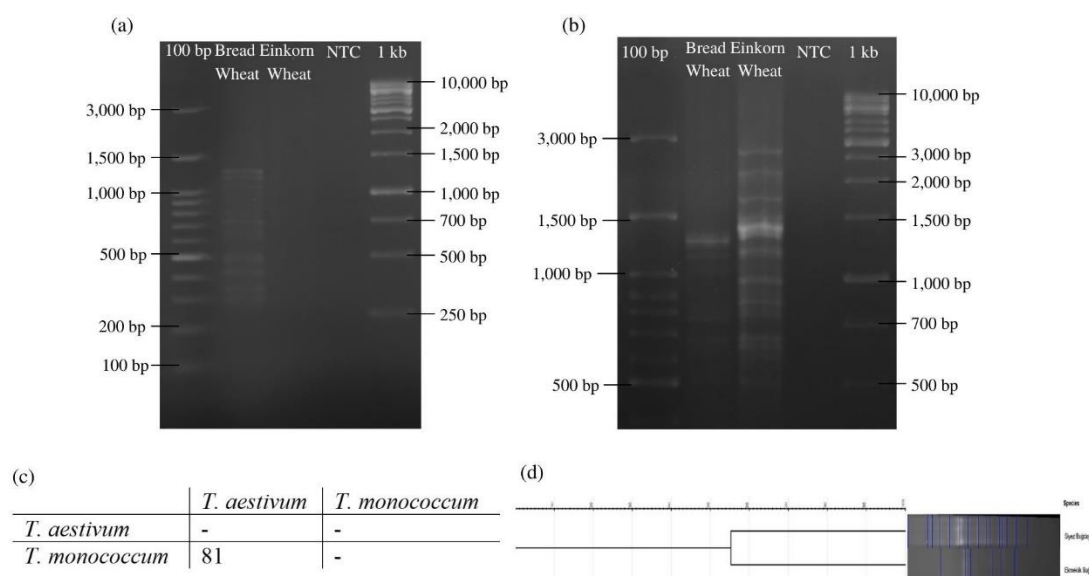 (a)
100 bp Bread Wheat Einkorn Wheat NTC 1 kb
3,000 bp
1,500 bp
1,000 bp
500 bp
200 bp
100 bp
10,000 bp
2,000 bp
1,500 bp
1,000 bp
700 bp
500 bp
250 bp
(b)
100 bp Bread Wheat Einkorn Wheat NTC 1 kb
3,000 bp
1,500 bp
1,000 bp
500 bp
10,000 bp
3,000 bp
2,000 bp
1,500 bp
1,000 bp
700 bp
500 bp
(c)
T. aestivum T. monococcum
T. aestivum - -
T. monococcum 81 -
(d)
Species